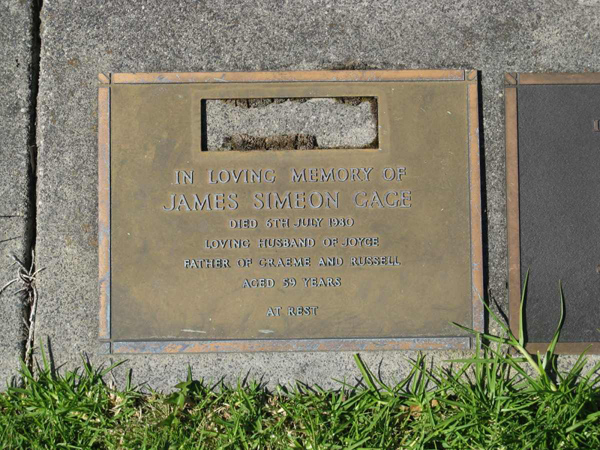 IN LOVING MEMORY OF
JAMES SIMEON GAGE
DIED 5TH JULY 1980
LOVING HUSBAND OF JOYCE
FATHER OF GRAEME AND RUSSELL
AGED 59 YEARS
AT REST